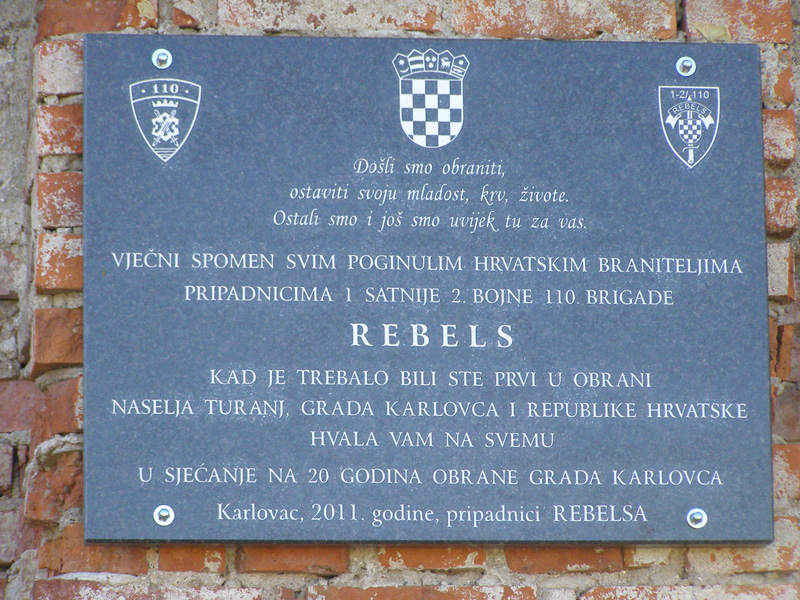 · 110 ·
1-2/110
REBELS
Došli smo obraniti,
ostaviti svoju mladost, krv, živote.
Ostali smo i još smo uvijek tu za vas.
VJEČNI SPOMEN SVIM POGINULIM HRVATSKIM BRANITELJIMA
PRIPADNICIMA 1 SATNIJE 2. BOJNE 110. BRIGADE
REBELS
KAD JE TREBALO BILI STE PRVI U OBRANI
NASELJA TURANJ, GRADA KARLOVCA I REPUBLIKE HRVATSKE
HVALA VAM NA SVEMU
U SJEĆANJE NA 20 GODINA OBRANE GRADA KARLOVCA
Karlovac, 2011. godine, pripadnici REBELSA